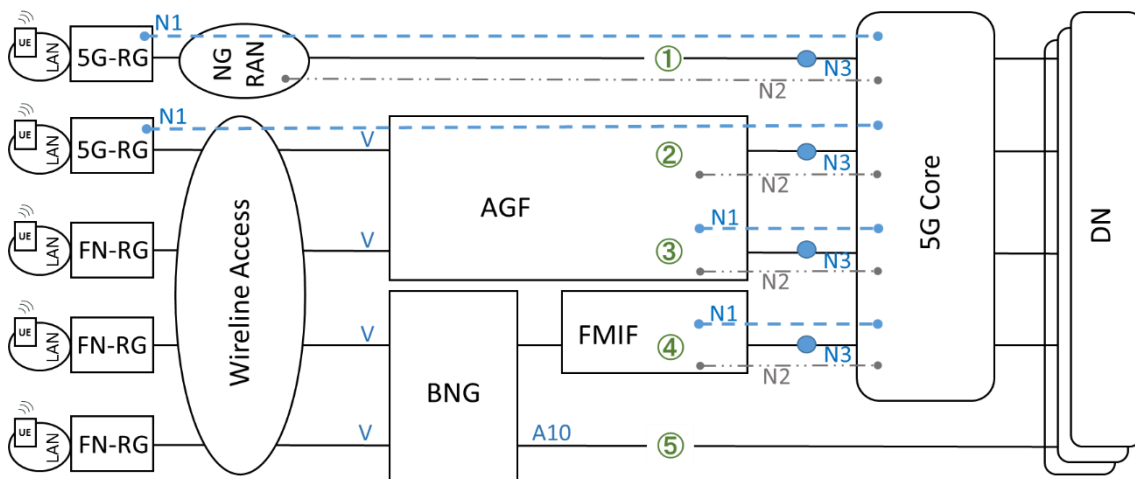 UE
LAN
5G-RG
N1
NG
RAN
①
N3
N2
UE
LAN
5G-RG
N1
V
②
N3
N2
AGF
5G Core
DN
UE
LAN
FN-RG
Wireline Access
V
N1
③
N3
N2
UE
LAN
FN-RG
V
FMIF
N1
④
N3
N2
BNG
UE
LAN
FN-RG
V
A10
⑤